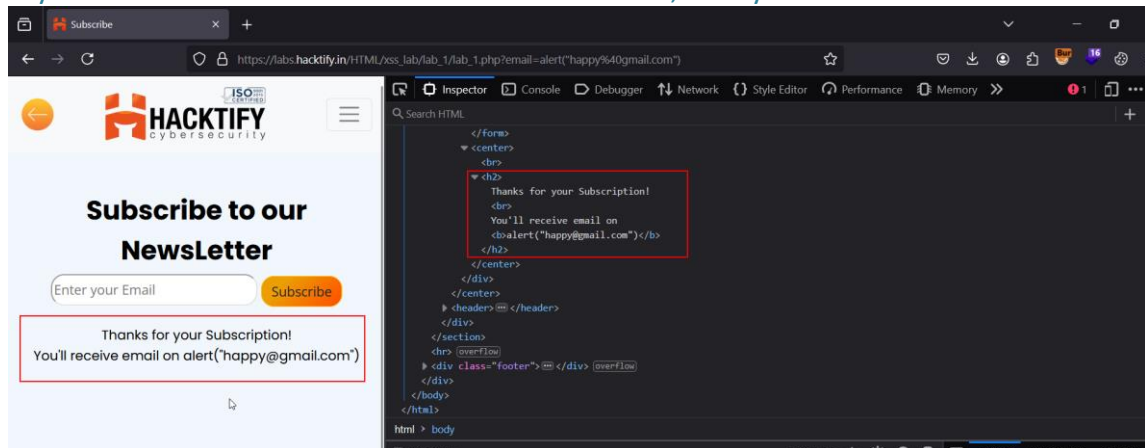 Subscribe
https://labs.hacktify.in/HTML/xss_lab/lab_1/lab_1.php?email=alert("happy%40gmail.com")
Bur
16
ISO
CERTIFIED
HACKTIFY
cybersecurity
Subscribe to our
NewsLetter
Enter your Email
Subscribe
Thanks for your Subscription!
You'll receive email on alert("happy@gmail.com")
Inspector Console Debugger Network {} Style Editor Performance Memory 1
Search HTML
</form>
<center>
<br>
<h2>
Thanks for your Subscription!
<br>
You'll receive email on
<b>alert("happy@gmail.com")</b>
</h2>
</center>
</div>
</center>
<header></header>
</div>
</section>
<hr> overflow
<div class="footer"></div> overflow
</div>
</body>
</html>
html > body